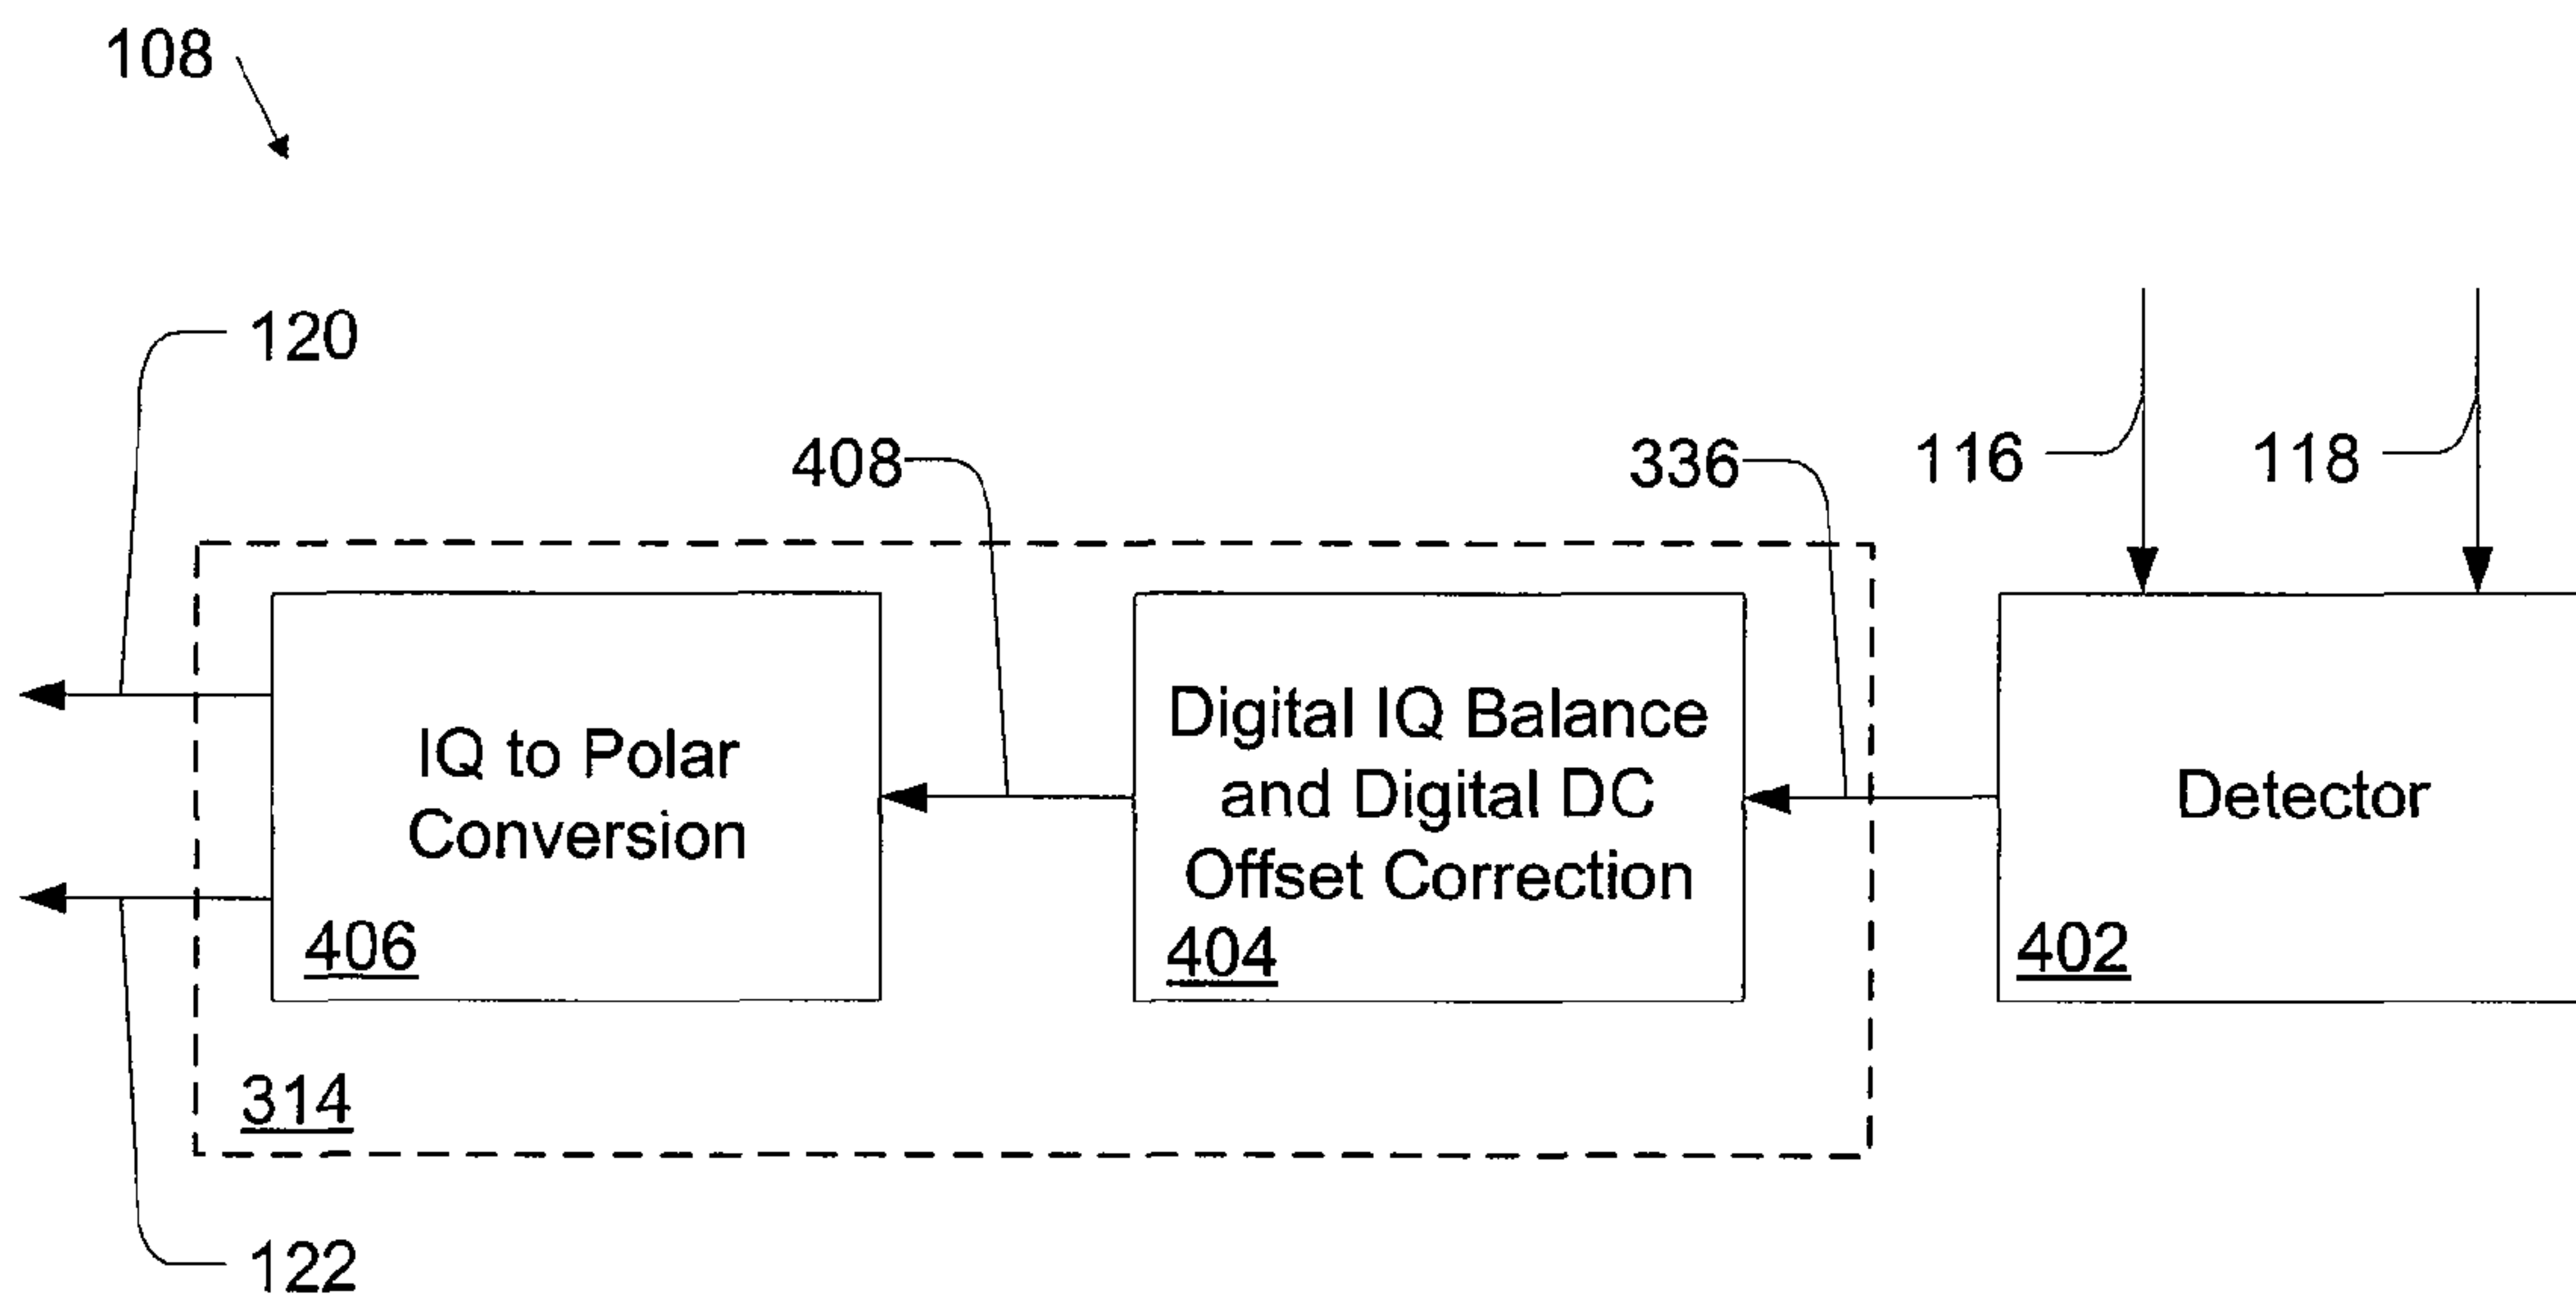 108
120
408
336
116
118
IQ to Polar
Conversion
406
Digital IQ Balance
and Digital DC
Offset Correction
404
Detector
402
314
122